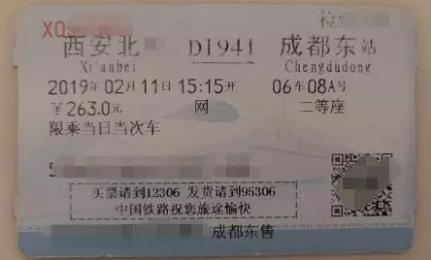 XO
检
西安北 D1941 成都东站
Xi'anbei Chengdudong
2019年02月11日 15:15开 06车08A号
￥263.0元 网 二等座
限乘当日当次车
买票请到12306 发货请到95306
中国铁路祝您旅途愉快
成都东售